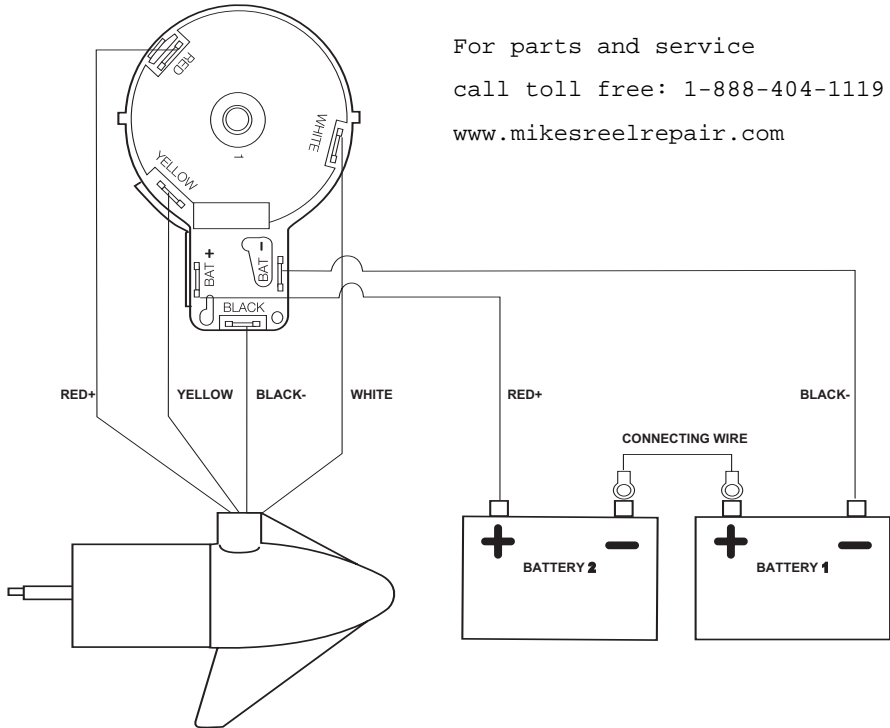 For parts and service
call toll free: 1-888-404-1119
www.mikesreelrepair.com
RED
WHITE
1
YELLOW
BAT +
BAT -
BLACK
RED+
YELLOW
BLACK-
WHITE
RED+
BLACK-
CONNECTING WIRE
+
-
+
-
BATTERY 2
BATTERY 1